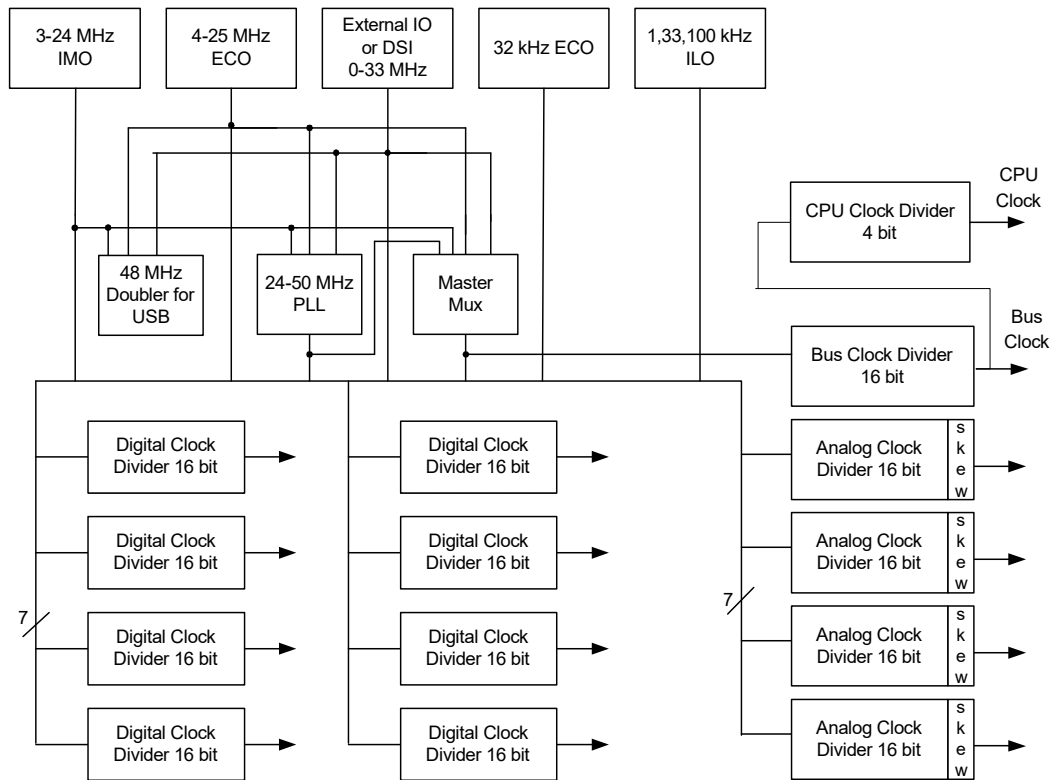 3-24 MHz
IMO
4-25 MHz
ECO
External IO
or DSI
0-33 MHz
32 kHz ECO
1,33,100 kHz
ILO
CPU
Clock
CPU Clock Divider
4 bit
48 MHz
Doubler for
USB
24-50 MHz
PLL
Master
Mux
Bus
Clock
Bus Clock Divider
16 bit
Digital Clock
Divider 16 bit
Digital Clock
Divider 16 bit
Analog Clock
Divider 16 bit
s
k
e
w
Digital Clock
Divider 16 bit
Digital Clock
Divider 16 bit
Analog Clock
Divider 16 bit
s
k
e
w
7
7
Digital Clock
Divider 16 bit
Digital Clock
Divider 16 bit
Analog Clock
Divider 16 bit
s
k
e
w
Digital Clock
Divider 16 bit
Digital Clock
Divider 16 bit
Analog Clock
Divider 16 bit
s
k
e
w